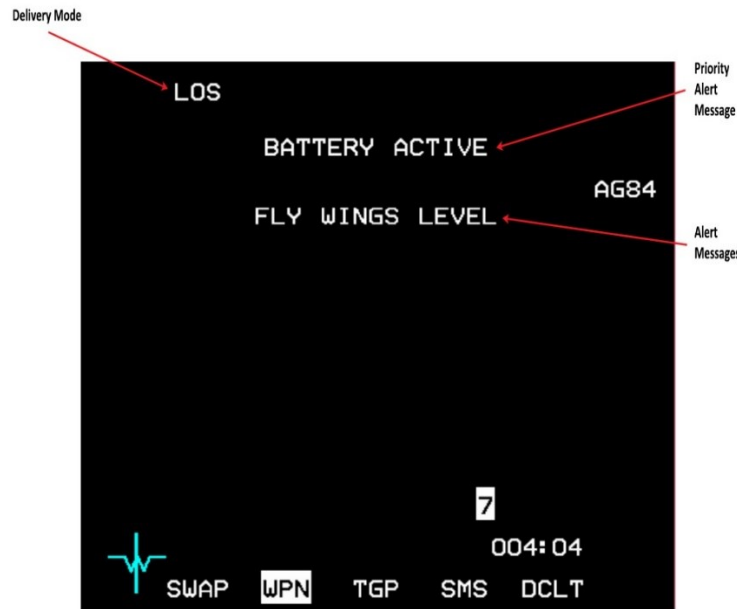 Delivery Mode
LOS
Priority
Alert
Message
BATTERY ACTIVE
AG84
FLY WINGS LEVEL
Alert
Messages
7
004:04
SWAP WPN TGP SMS DCLT